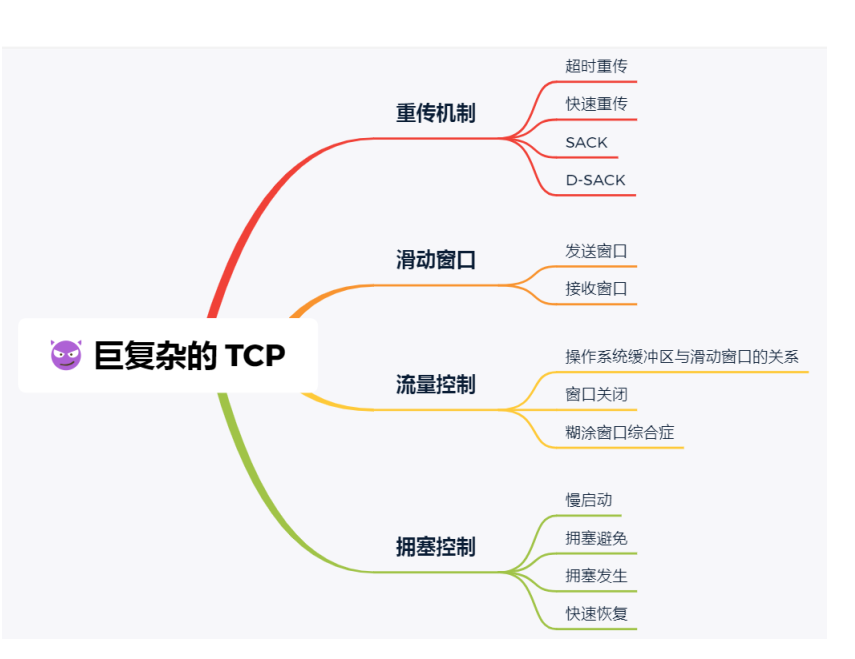 重传机制
超时重传
快速重传
SACK
D-SACK
滑动窗口
发送窗口
接收窗口
巨复杂的 TCP
流量控制
操作系统缓冲区与滑动窗口的关系
窗口关闭
糊涂窗口综合症
拥塞控制
慢启动
拥塞避免
拥塞发生
快速恢复